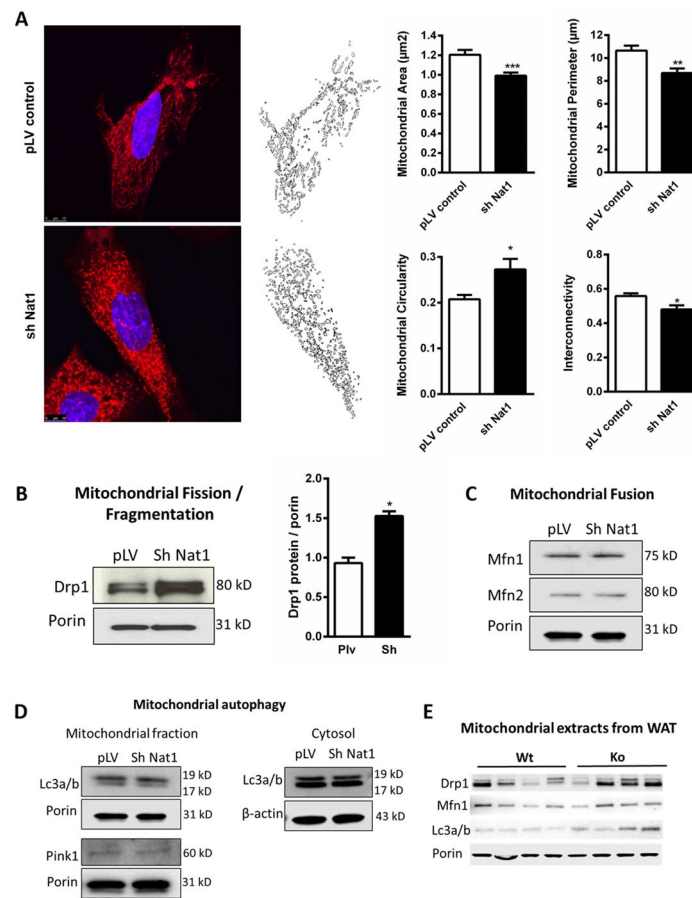 A
pLV control
sh Nat1
Mitochondrial Area (µm2)
1.4
1.2
1.0
0.8
0.6
0.4
0.2
0.0
***
pLV control
sh Nat1
Mitochondrial Perimeter (µm)
12
10
8
6
4
2
0
**
pLV control
sh Nat1
Mitochondrial Circularity
0.3
0.2
0.1
0.0
*
pLV control
sh Nat1
Interconnectivity
0.8
0.6
0.4
0.2
0.0
*
pLV control
sh Nat1
B
Mitochondrial Fission /
Fragmentation
pLV Sh Nat1
Drp1 80 kD
Porin 31 kD
Drp1 protein / porin
2.0
1.5
1.0
0.5
0.0
*
Plv Sh
C
Mitochondrial Fusion
pLV Sh Nat1
Mfn1 75 kD
Mfn2 80 kD
Porin 31 kD
D
Mitochondrial autophagy
Mitochondrial fraction
pLV Sh Nat1
Lc3a/b 19 kD
17 kD
Porin 31 kD
Pink1 60 kD
Porin 31 kD
Cytosol
pLV Sh Nat1
Lc3a/b 19 kD
17 kD
β-actin 43 kD
E
Mitochondrial extracts from WAT
Wt Ko
Drp1
Mfn1
Lc3a/b
Porin